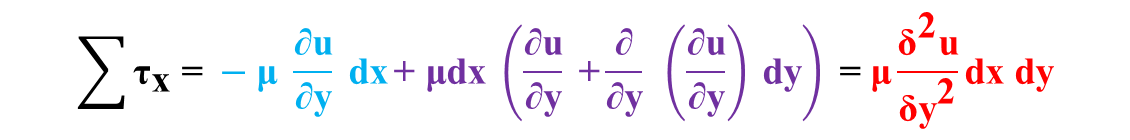 ∑ τₓ = − μ ∂u/∂y dx + μdx (∂u/∂y + ∂/∂y (∂u/∂y) dy) = μ δ²u/δy² dx dy